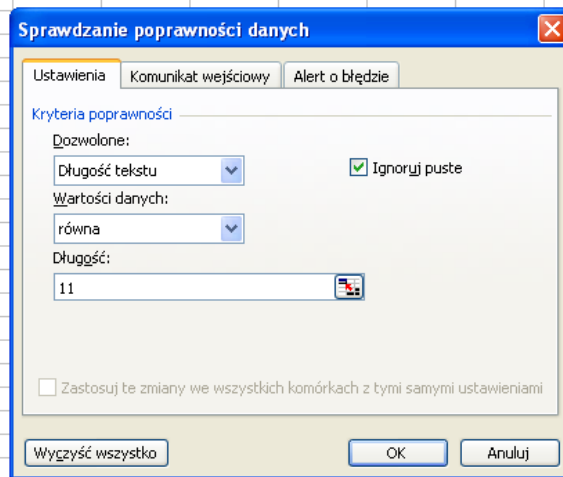 Sprawdzanie poprawności danych
Ustawienia Komunikat wejściowy Alert o błędzie
Kryteria poprawności
Dozwolone:
Długość tekstu Ignoruj puste
Wartości danych:
równa
Długość:
11
Zastosuj te zmiany we wszystkich komórkach z tymi samymi ustawieniami
Wyczyść wszystko OK Anuluj